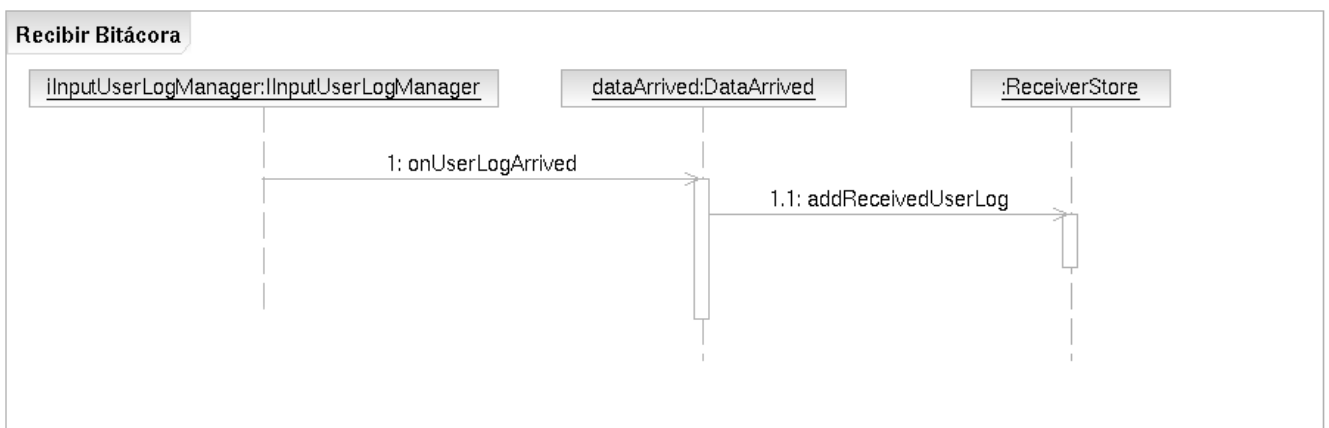 Recibir Bitácora
iInputUserLogManager:IInputUserLogManager
dataArrived:DataArrived
:ReceiverStore
1: onUserLogArrived
1.1: addReceivedUserLog